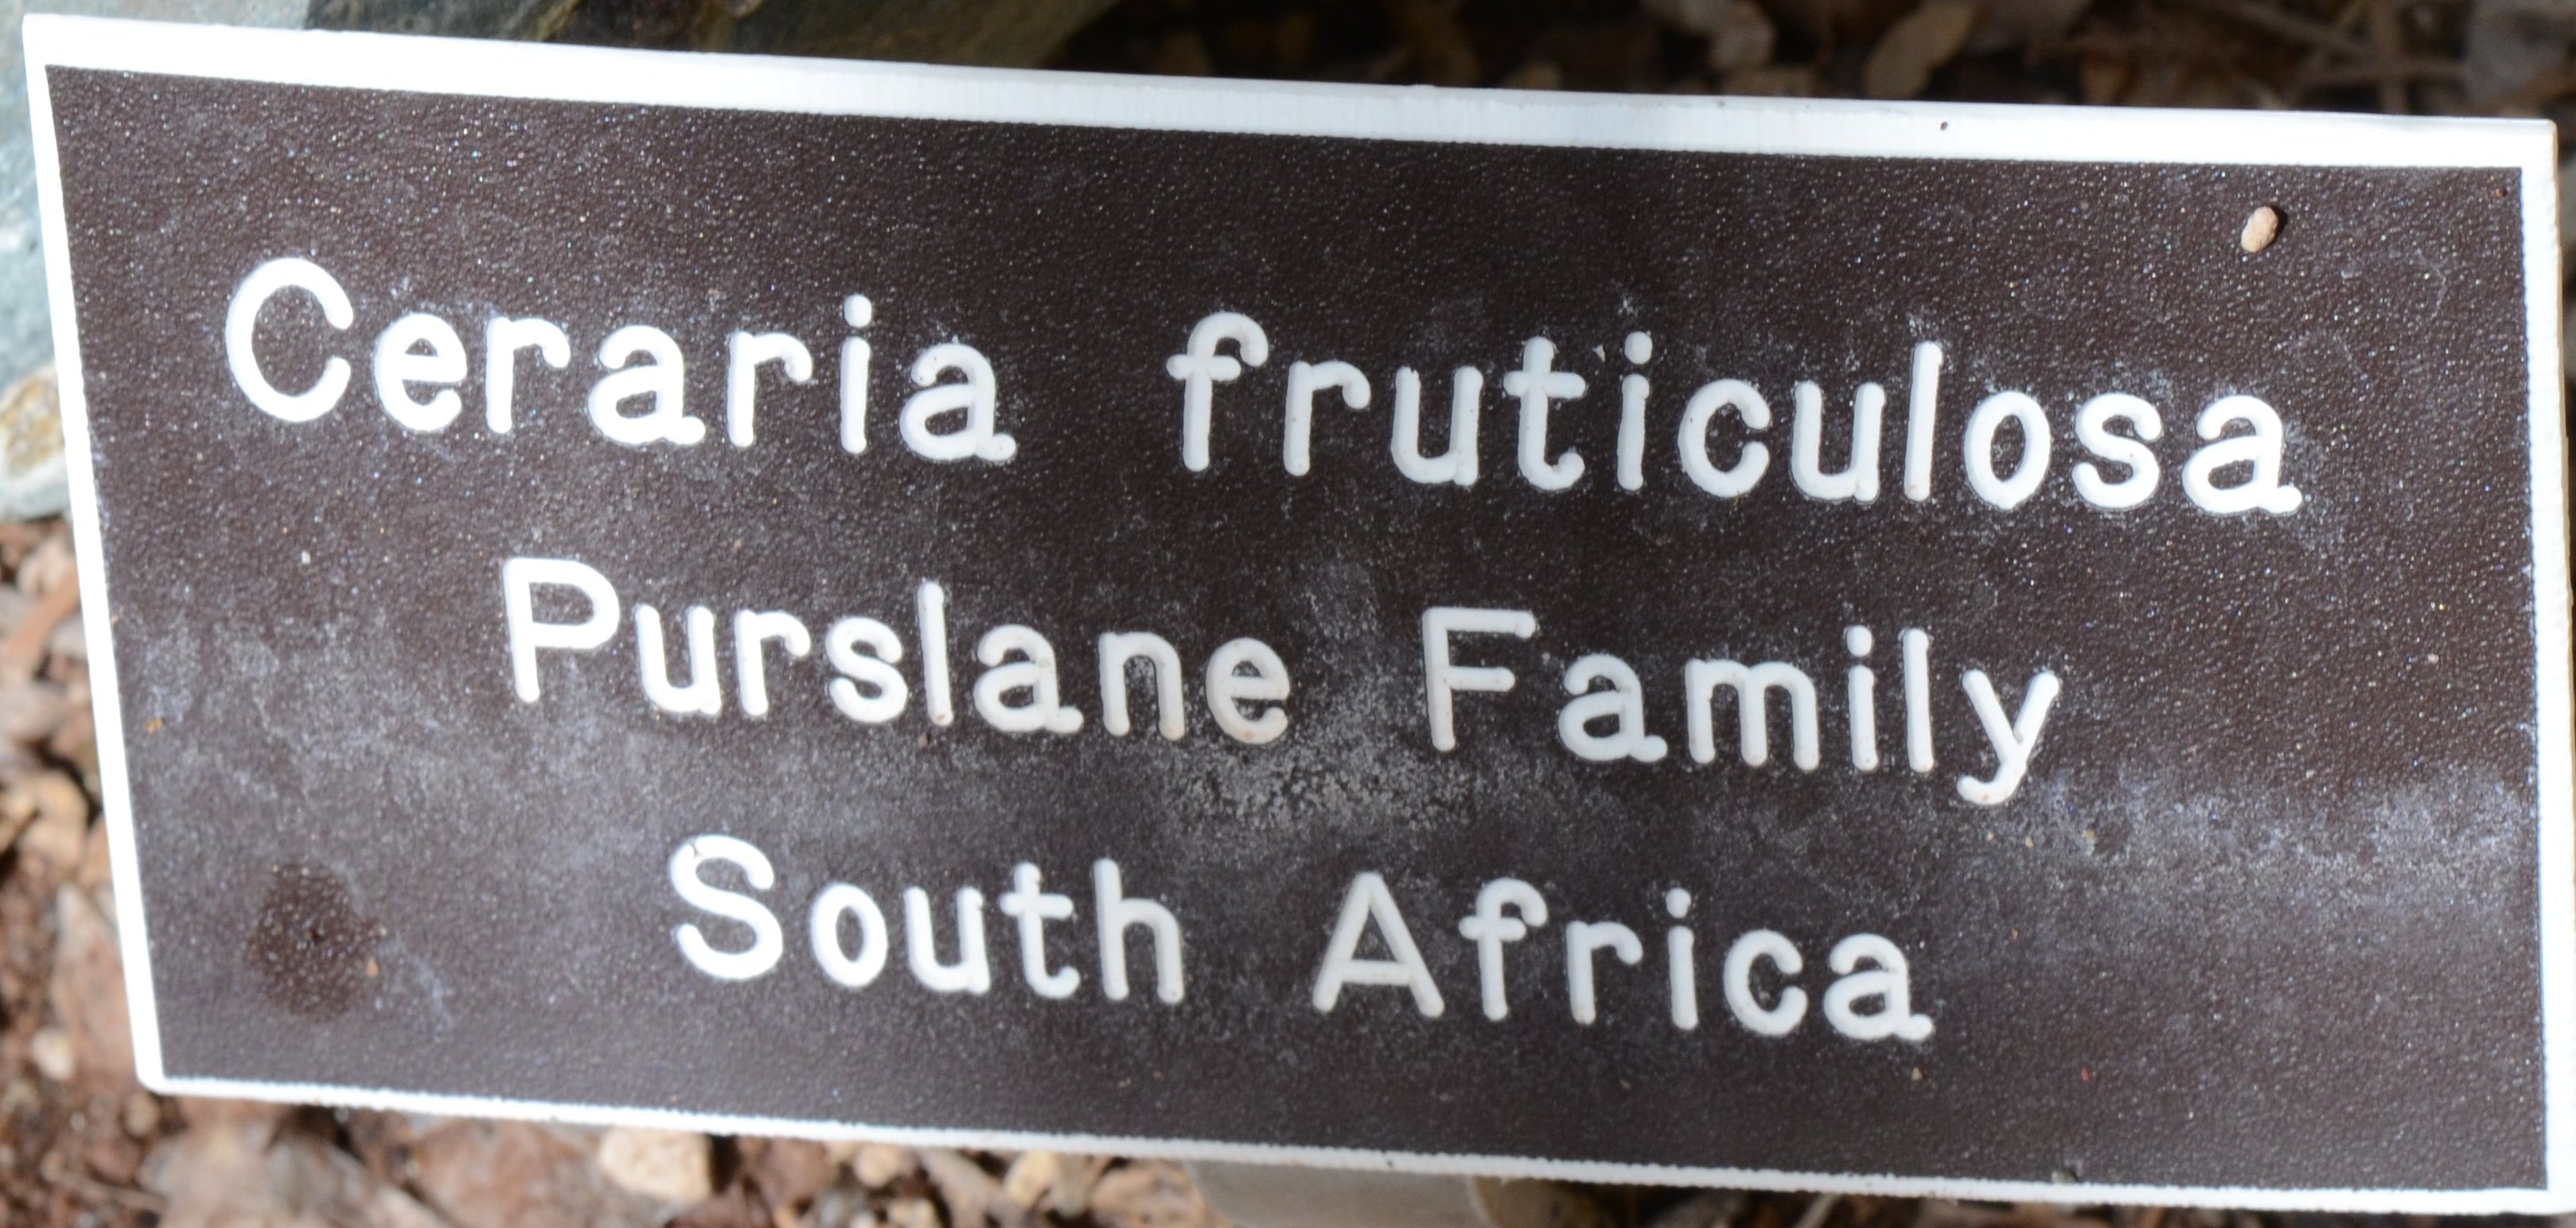 Ceraria fruticulosa
Purslane Family
South Africa